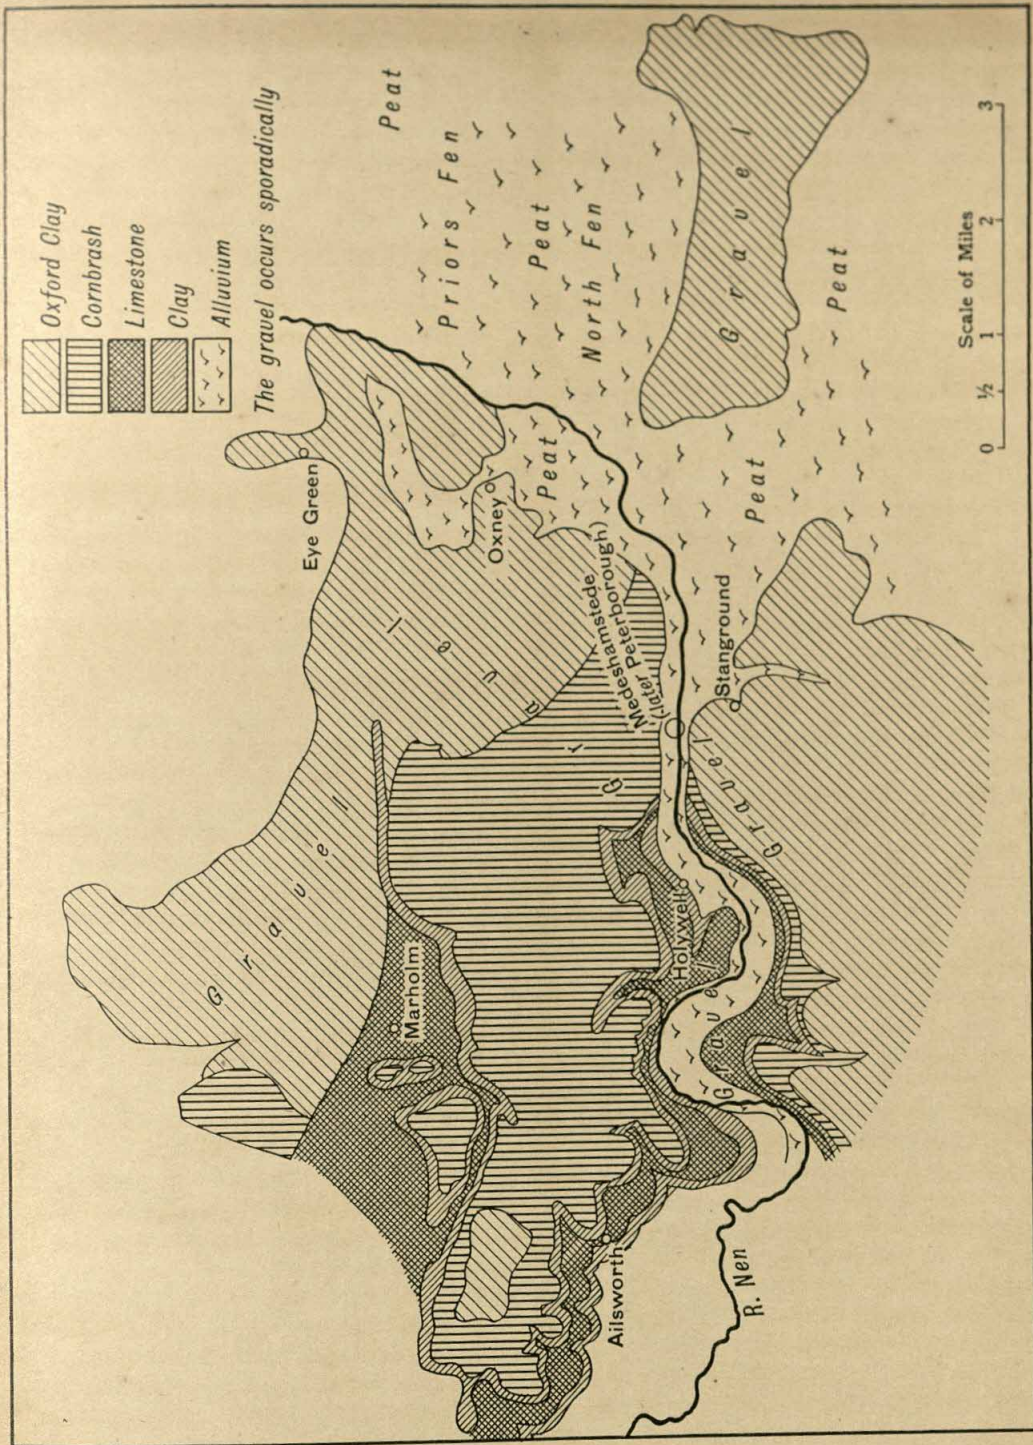 Oxford Clay
Cornbrash
Limestone
Clay
Alluvium
The gravel occurs sporadically
Peat
Priors Fen
Peat
North Fen
Gravel
Peat
Eye Green
Oxney
Peat
Peat
Gravel
Medeshamstede
(later Peterborough)
Stanground
Gravel
Marholm
Holywell
Gravel
Ailsworth
R. Nen
Scale of Miles
0 ½ 1 2 3